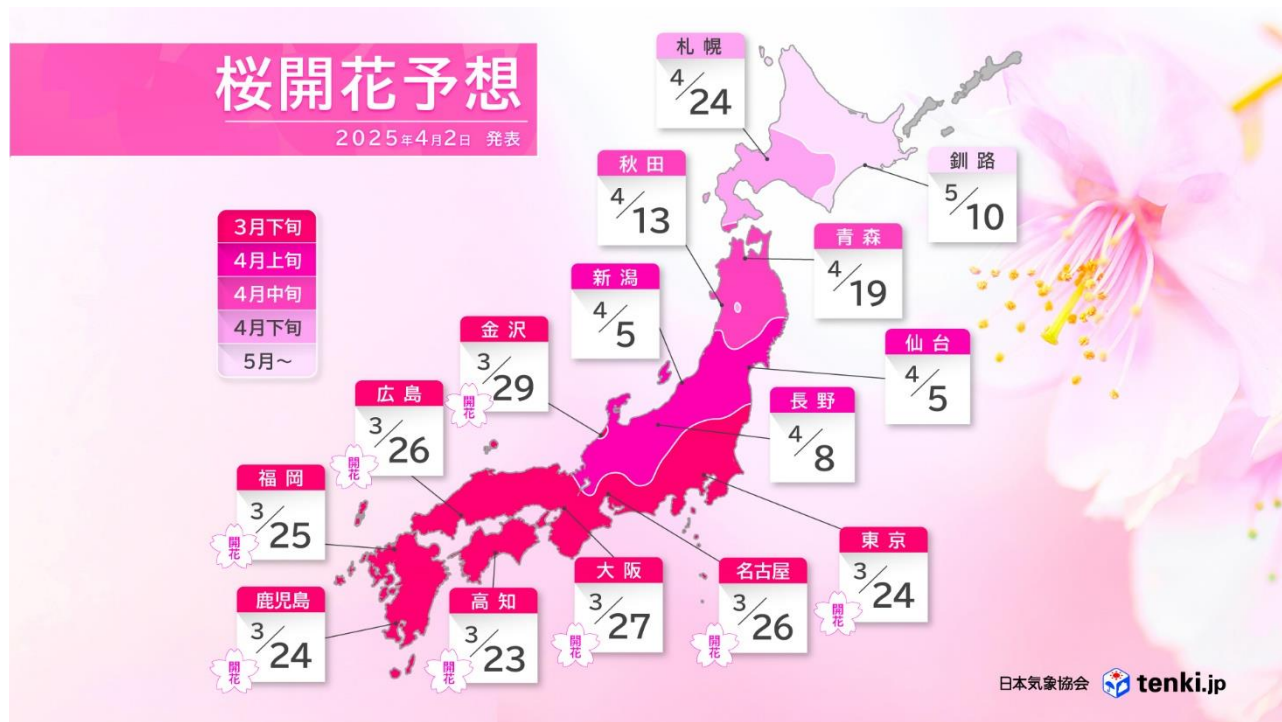 桜開花予想
2025年4月2日 発表
3月下旬
4月上旬
4月中旬
4月下旬
5月～
札幌
4/24
釧路
5/10
秋田
4/13
青森
4/19
新潟
4/5
仙台
4/5
金沢
3/29
開花
長野
4/8
広島
3/26
開花
福岡
3/25
開花
東京
3/24
開花
大阪
3/27
開花
名古屋
3/26
開花
鹿児島
3/24
開花
高知
3/23
開花
日本気象協会 tenki.jp